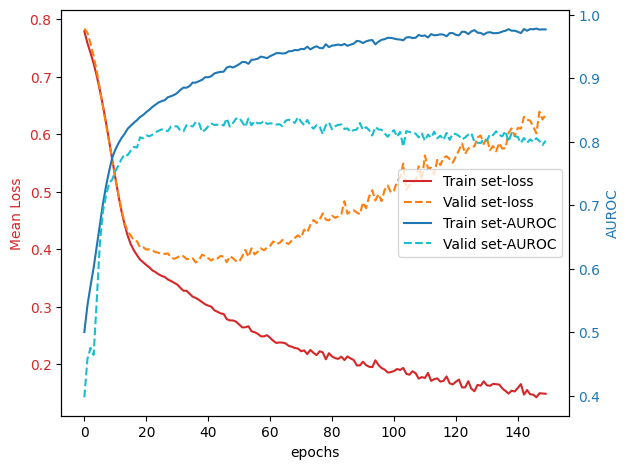 0.8
0.7
0.6
0.5
0.4
0.3
0.2
Mean Loss
1.0
0.9
0.8
0.7
0.6
0.5
0.4
AUROC
Train set-loss
Valid set-loss
Train set-AUROC
Valid set-AUROC
0 20 40 60 80 100 120 140
epochs